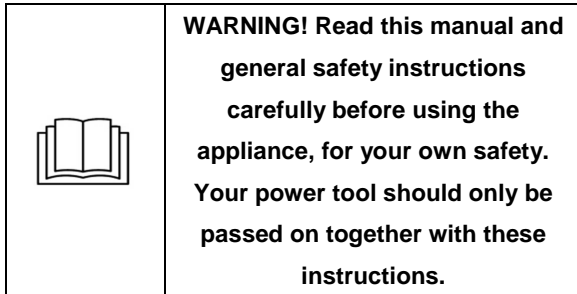 WARNING! Read this manual and
general safety instructions
carefully before using the
appliance, for your own safety.
Your power tool should only be
passed on together with these
instructions.